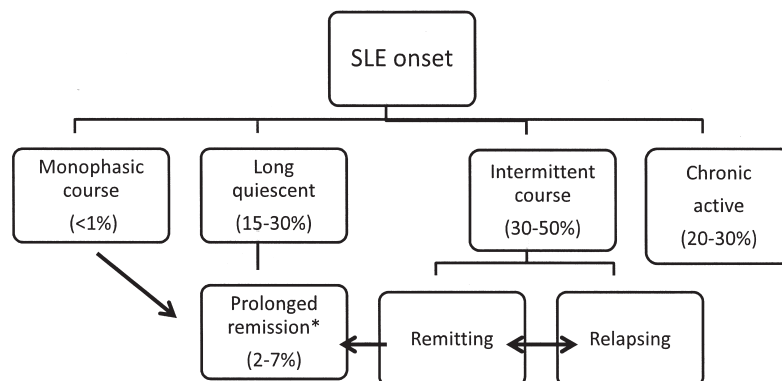 SLE onset
Monophasic
course
(<1%)
Long
quiescent
(15-30%)
Intermittent
course
(30-50%)
Chronic
active
(20-30%)
Prolonged
remission*
(2-7%)
Remitting
Relapsing